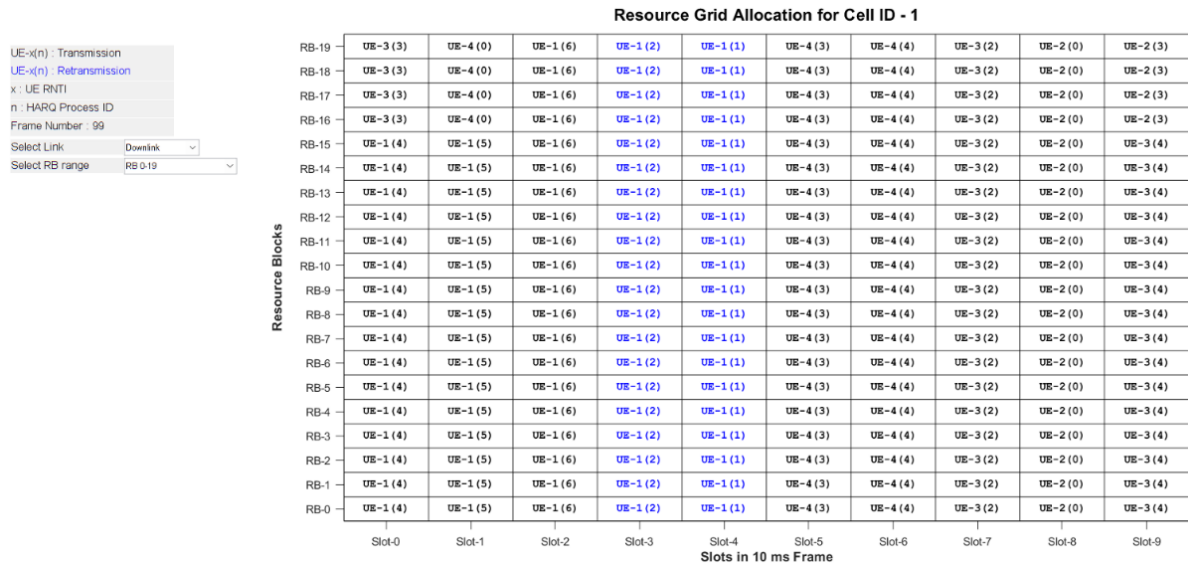 Resource Grid Allocation for Cell ID - 1
UE-x(n) : Transmission
UE-x(n) : Retransmission
x : UE RNTI
n : HARQ Process ID
Frame Number : 99
Select Link Downlink
Select RB range RB 0-19
Resource Blocks
RB-19 UE-3(3) UE-4(0) UE-1(6) UE-1(2) UE-1(1) UE-4(3) UE-4(4) UE-3(2) UE-2(0) UE-2(3)
RB-18 UE-3(3) UE-4(0) UE-1(6) UE-1(2) UE-1(1) UE-4(3) UE-4(4) UE-3(2) UE-2(0) UE-2(3)
RB-17 UE-3(3) UE-4(0) UE-1(6) UE-1(2) UE-1(1) UE-4(3) UE-4(4) UE-3(2) UE-2(0) UE-2(3)
RB-16 UE-3(3) UE-4(0) UE-1(6) UE-1(2) UE-1(1) UE-4(3) UE-4(4) UE-3(2) UE-2(0) UE-2(3)
RB-15 UE-1(4) UE-1(5) UE-1(6) UE-1(2) UE-1(1) UE-4(3) UE-4(4) UE-3(2) UE-2(0) UE-3(4)
RB-14 UE-1(4) UE-1(5) UE-1(6) UE-1(2) UE-1(1) UE-4(3) UE-4(4) UE-3(2) UE-2(0) UE-3(4)
RB-13 UE-1(4) UE-1(5) UE-1(6) UE-1(2) UE-1(1) UE-4(3) UE-4(4) UE-3(2) UE-2(0) UE-3(4)
RB-12 UE-1(4) UE-1(5) UE-1(6) UE-1(2) UE-1(1) UE-4(3) UE-4(4) UE-3(2) UE-2(0) UE-3(4)
RB-11 UE-1(4) UE-1(5) UE-1(6) UE-1(2) UE-1(1) UE-4(3) UE-4(4) UE-3(2) UE-2(0) UE-3(4)
RB-10 UE-1(4) UE-1(5) UE-1(6) UE-1(2) UE-1(1) UE-4(3) UE-4(4) UE-3(2) UE-2(0) UE-3(4)
RB-9 UE-1(4) UE-1(5) UE-1(6) UE-1(2) UE-1(1) UE-4(3) UE-4(4) UE-3(2) UE-2(0) UE-3(4)
RB-8 UE-1(4) UE-1(5) UE-1(6) UE-1(2) UE-1(1) UE-4(3) UE-4(4) UE-3(2) UE-2(0) UE-3(4)
RB-7 UE-1(4) UE-1(5) UE-1(6) UE-1(2) UE-1(1) UE-4(3) UE-4(4) UE-3(2) UE-2(0) UE-3(4)
RB-6 UE-1(4) UE-1(5) UE-1(6) UE-1(2) UE-1(1) UE-4(3) UE-4(4) UE-3(2) UE-2(0) UE-3(4)
RB-5 UE-1(4) UE-1(5) UE-1(6) UE-1(2) UE-1(1) UE-4(3) UE-4(4) UE-3(2) UE-2(0) UE-3(4)
RB-4 UE-1(4) UE-1(5) UE-1(6) UE-1(2) UE-1(1) UE-4(3) UE-4(4) UE-3(2) UE-2(0) UE-3(4)
RB-3 UE-1(4) UE-1(5) UE-1(6) UE-1(2) UE-1(1) UE-4(3) UE-4(4) UE-3(2) UE-2(0) UE-3(4)
RB-2 UE-1(4) UE-1(5) UE-1(6) UE-1(2) UE-1(1) UE-4(3) UE-4(4) UE-3(2) UE-2(0) UE-3(4)
RB-1 UE-1(4) UE-1(5) UE-1(6) UE-1(2) UE-1(1) UE-4(3) UE-4(4) UE-3(2) UE-2(0) UE-3(4)
RB-0 UE-1(4) UE-1(5) UE-1(6) UE-1(2) UE-1(1) UE-4(3) UE-4(4) UE-3(2) UE-2(0) UE-3(4)
Slot-0 Slot-1 Slot-2 Slot-3 Slot-4 Slot-5 Slot-6 Slot-7 Slot-8 Slot-9
Slots in 10 ms Frame